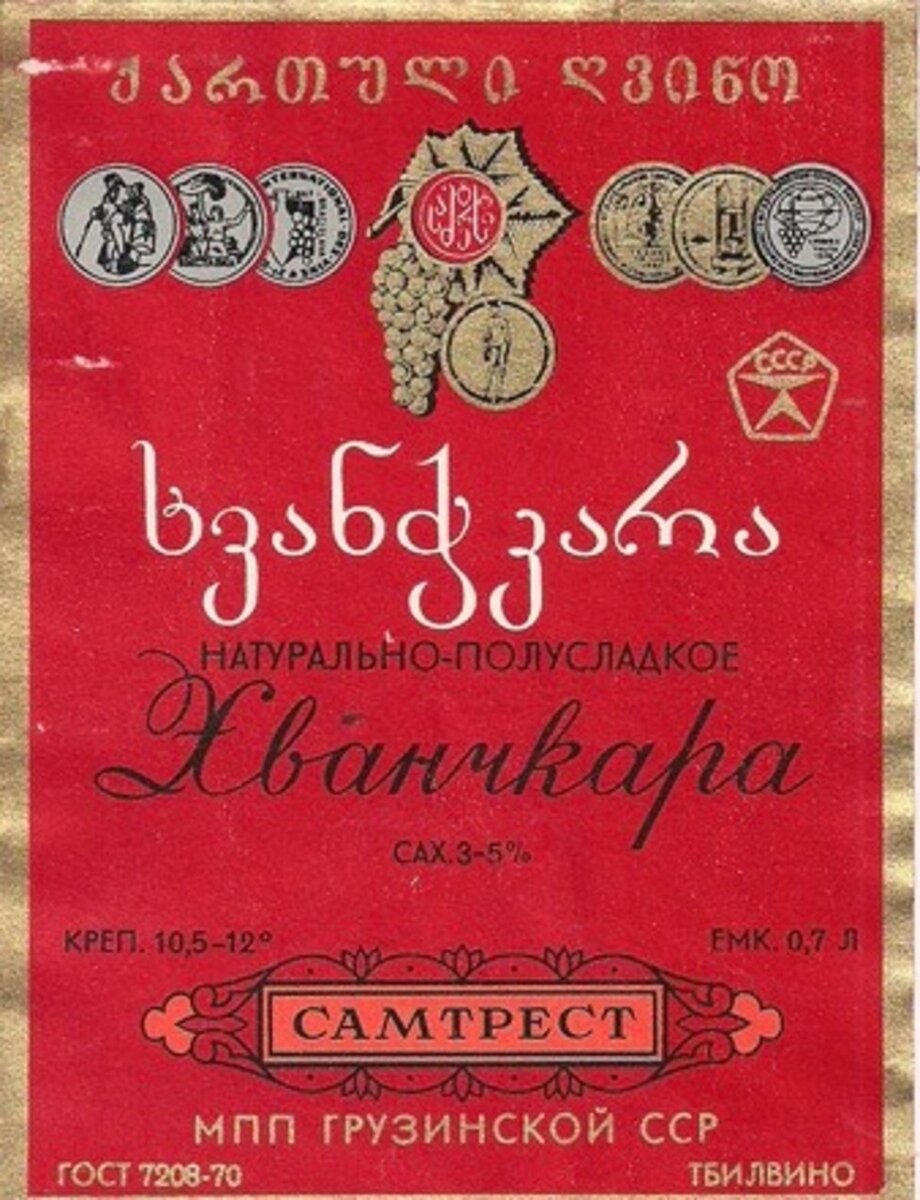 ქართული ღვინო
INTERNATIONAL
СССР
ხვანჭკარა
НАТУРАЛЬНО-ПОЛУСЛАДКОЕ
Хванчкара
САХ. 3-5%
КРЕП. 10,5-12° ЕМК. 0,7 Л
САМТРЕСТ
МПП ГРУЗИНСКОЙ ССР
ГОСТ 7208-70 ТБИЛВИНО